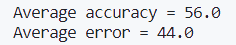 Average accuracy = 56.0
Average error = 44.0